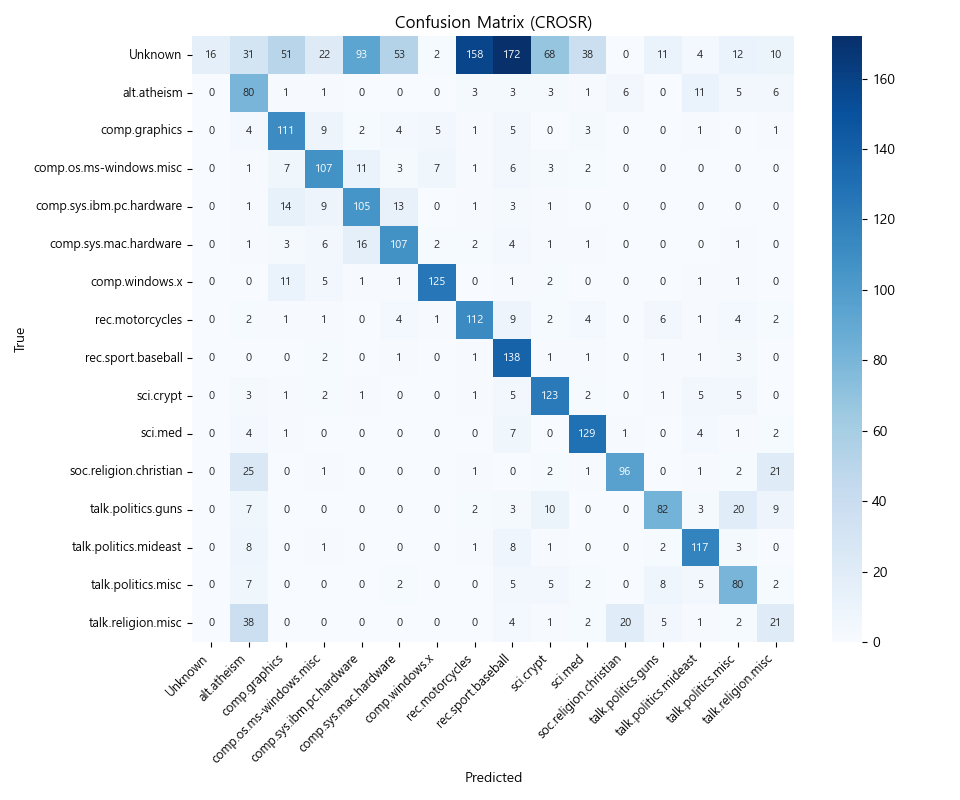 Confusion Matrix (CROSR)
Unknown 16 31 51 22 93 53 2 158 172 68 38 0 11 4 12 10
alt.atheism 0 80 1 1 0 0 0 3 3 3 1 6 0 11 5 6
comp.graphics 0 4 111 9 2 4 5 1 5 0 3 0 0 1 0 1
comp.os.ms-windows.misc 0 1 7 107 11 3 7 1 6 3 2 0 0 0 0 0
comp.sys.ibm.pc.hardware 0 1 14 9 105 13 0 1 3 1 0 0 0 0 0 0
comp.sys.mac.hardware 0 1 3 6 16 107 2 2 4 1 1 0 0 0 1 0
comp.windows.x 0 0 11 5 1 1 125 0 1 2 0 0 0 1 1 0
rec.motorcycles 0 2 1 1 0 4 1 112 9 2 4 0 6 1 4 2
rec.sport.baseball 0 0 0 2 0 1 0 1 138 1 1 0 1 1 3 0
sci.crypt 0 3 1 2 1 0 0 1 5 123 2 0 1 5 5 0
sci.med 0 4 1 0 0 0 0 0 7 0 129 1 0 4 1 2
soc.religion.christian 0 25 0 1 0 0 0 1 0 2 1 96 0 1 2 21
talk.politics.guns 0 7 0 0 0 0 0 2 3 10 0 0 82 3 20 9
talk.politics.mideast 0 8 0 1 0 0 0 1 8 1 0 0 2 117 3 0
talk.politics.misc 0 7 0 0 0 2 0 0 5 5 2 0 8 5 80 2
talk.religion.misc 0 38 0 0 0 0 0 0 4 1 2 20 5 1 2 21
True
Unknown
alt.atheism
comp.graphics
comp.os.ms-windows.misc
comp.sys.ibm.pc.hardware
comp.sys.mac.hardware
comp.windows.x
rec.motorcycles
rec.sport.baseball
sci.crypt
sci.med
soc.religion.christian
talk.politics.guns
talk.politics.mideast
talk.politics.misc
talk.religion.misc
Predicted
160
140
120
100
80
60
40
20
0